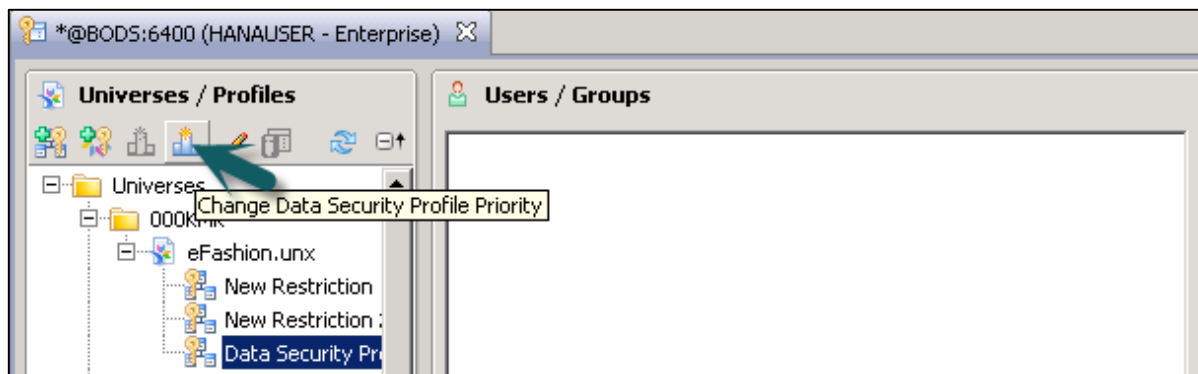 *@BODS:6400 (HANAUSER - Enterprise)
Universes / Profiles
Users / Groups
Universes
Change Data Security Profile Priority
000KMK
eFashion.unx
New Restriction
New Restriction
Data Security